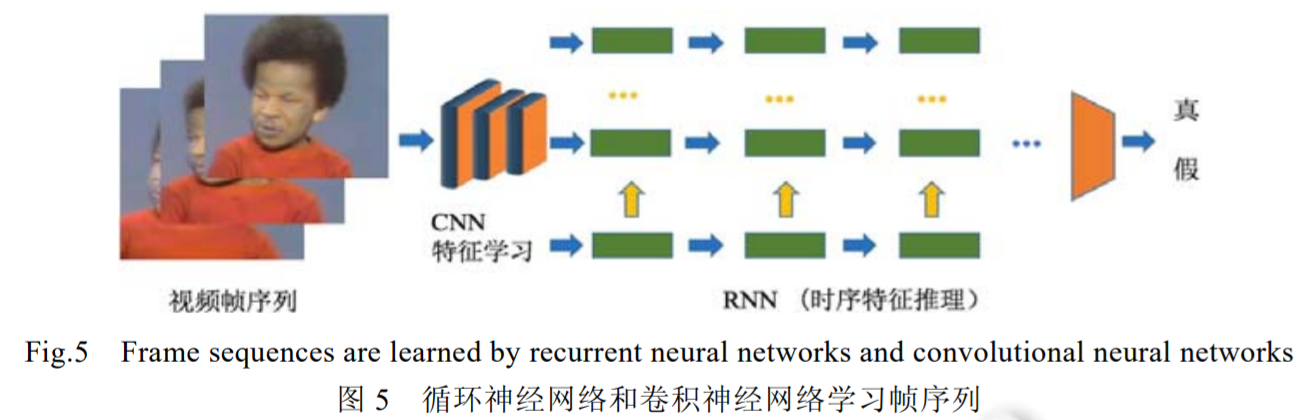 真
假
CNN
特征学习
视频帧序列
RNN （时序特征推理）
Fig.5 Frame sequences are learned by recurrent neural networks and convolutional neural networks
图 5 循环神经网络和卷积神经网络学习帧序列